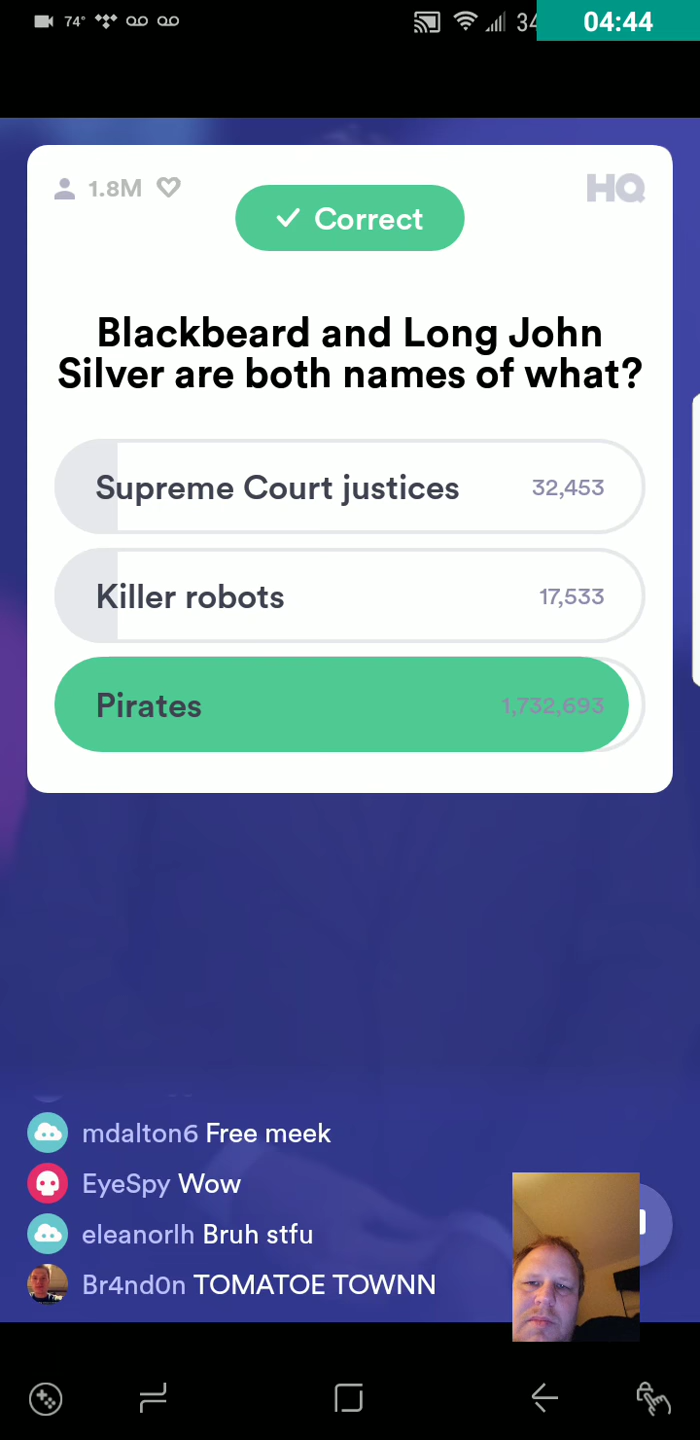 74° 34 04:44
1.8M HQ
Correct
Blackbeard and Long John
Silver are both names of what?
Supreme Court justices 32,453
Killer robots 17,533
Pirates 1,732,693
mdalton6 Free meek
EyeSpy Wow
eleanorlh Bruh stfu
Br4nd0n TOMATOE TOWNN